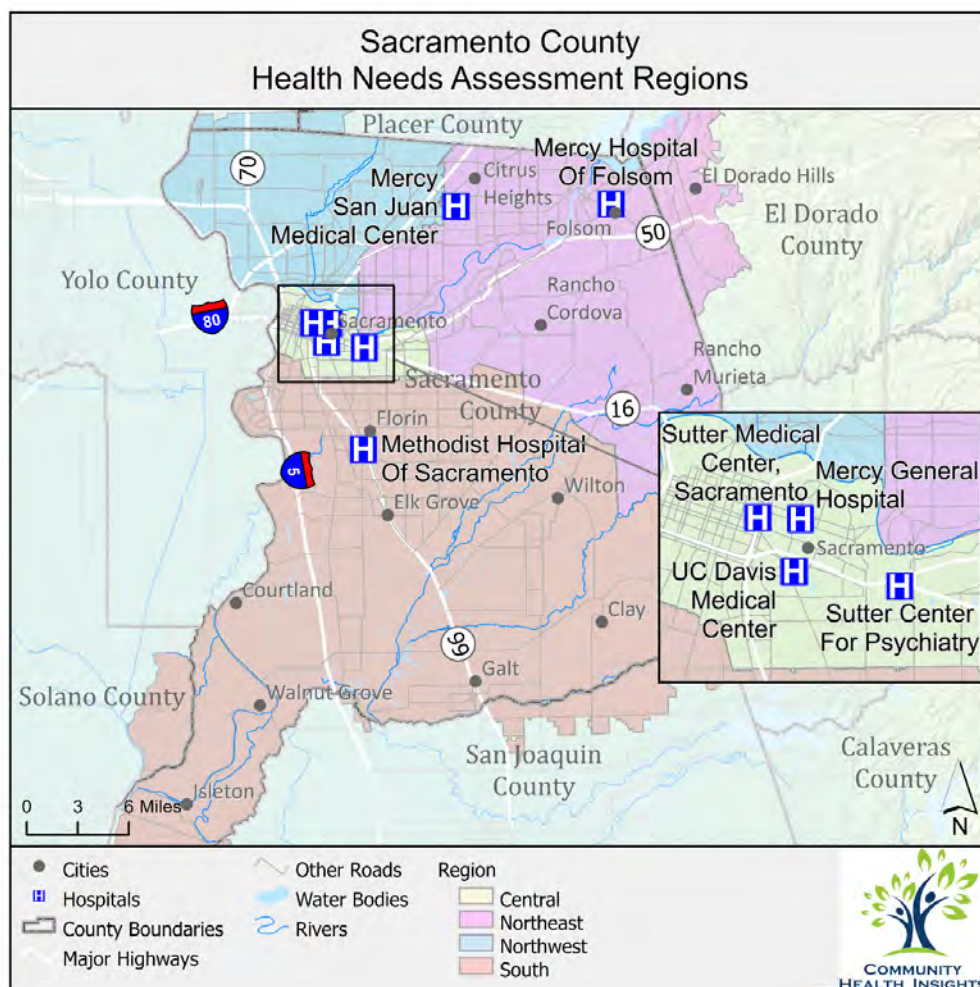 Sacramento County
Health Needs Assessment Regions
Placer County
70
Mercy Hospital
Of Folsom
Citrus
Heights
El Dorado Hills
Mercy
San Juan
Medical Center
Folsom
50
El Dorado
County
Yolo County
80
Rancho
Cordova
Sacramento
Rancho
Murieta
Sacramento
County
16
Florin
Methodist Hospital
Of Sacramento
5
Wilton
Elk Grove
Courtland
Clay
99
Galt
Solano County
Walnut Grove
San Joaquin
County
Calaveras
County
Isleton
0 3 6 Miles
N
Sutter Medical
Center,
Sacramento
Mercy General
Hospital
Sacramento
UC Davis
Medical
Center
Sutter Center
For Psychiatry
Cities
Hospitals
County Boundaries
Major Highways
Other Roads
Water Bodies
Rivers
Region
Central
Northeast
Northwest
South
COMMUNITY
HEALTH INSIGHTS